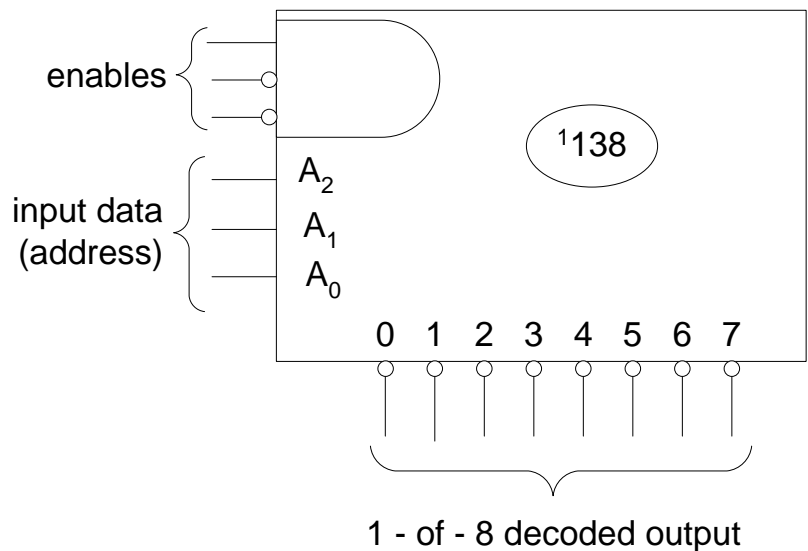 enables
¹138
A₂
input data
(address)
A₁
A₀
0 1 2 3 4 5 6 7
1 - of - 8 decoded output